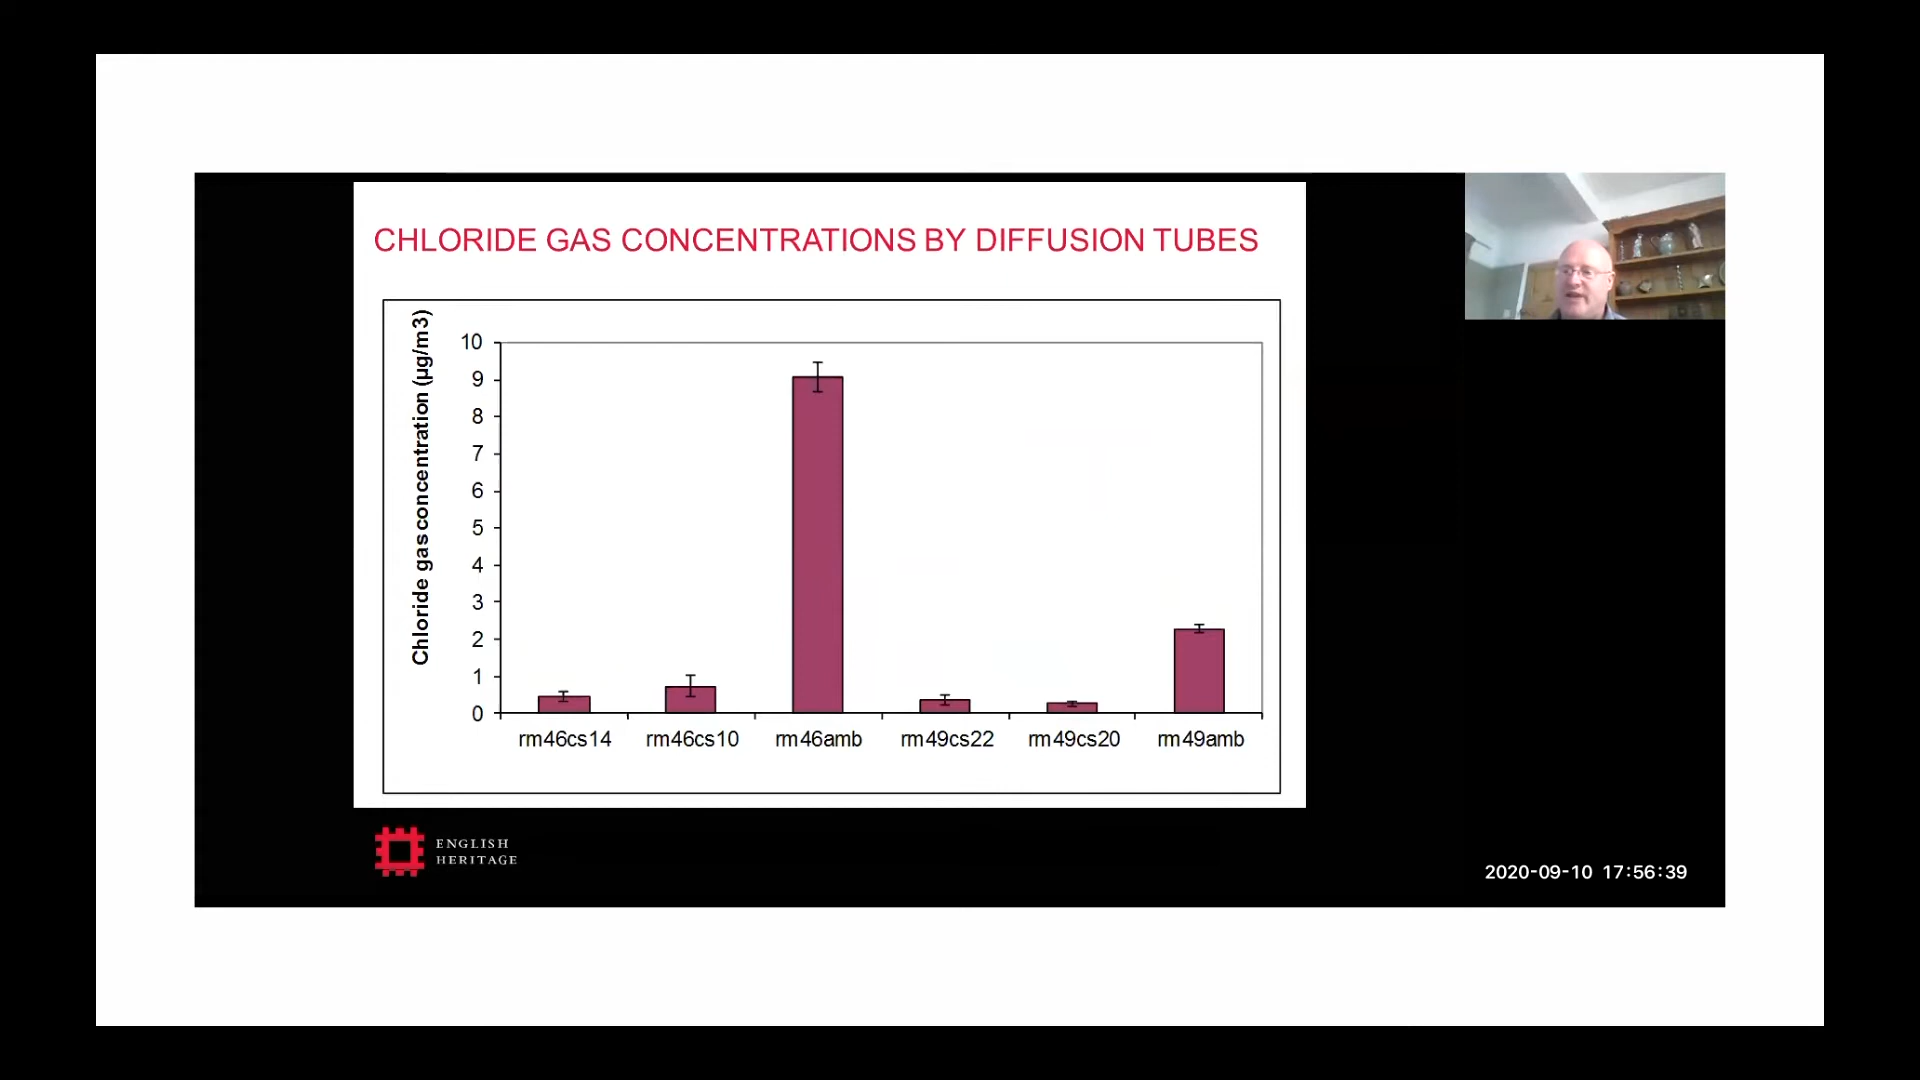 CHLORIDE GAS CONCENTRATIONS BY DIFFUSION TUBES
Chloride gas concentration (µg/m3)
10
9
8
7
6
5
4
3
2
1
0
rm46cs14 rm46cs10 rm46amb rm49cs22 rm49cs20 rm49amb
ENGLISH
HERITAGE
2020-09-10 17:56:39